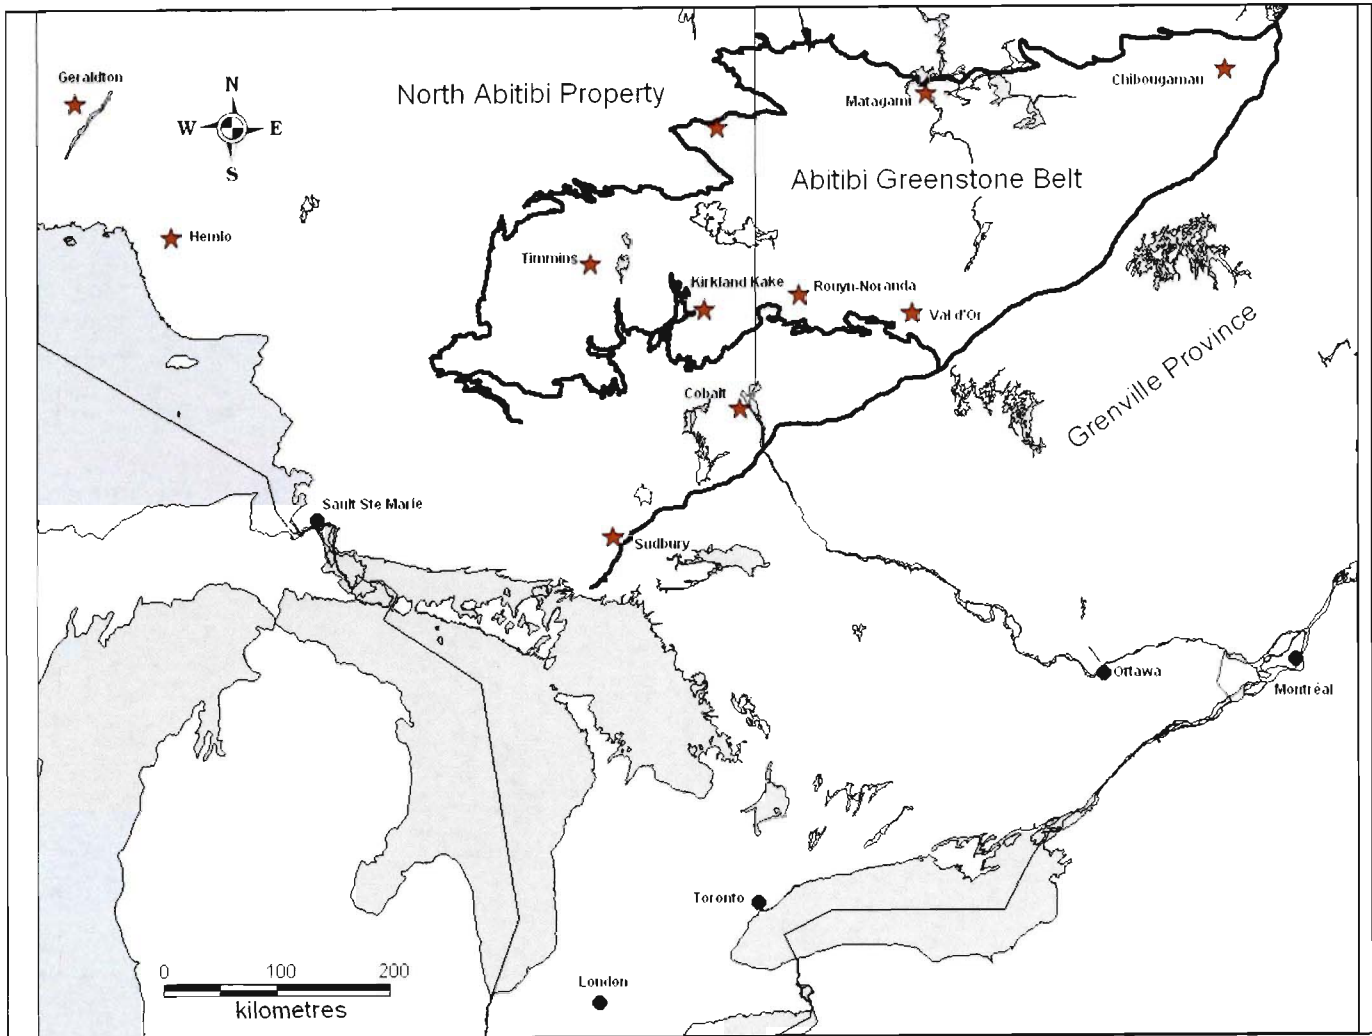 Geraldton
N
W E
S
North Abitibi Property
Matagami
Chibougamau
Abitibi Greenstone Belt
Hemlo
Timmins
Kirkland Kake
Rouyn-Noranda
Val d'Or
Grenville Province
Cobalt
Sault Ste Marie
Sudbury
Ottawa
Montréal
Toronto
0 100 200
kilometres
London